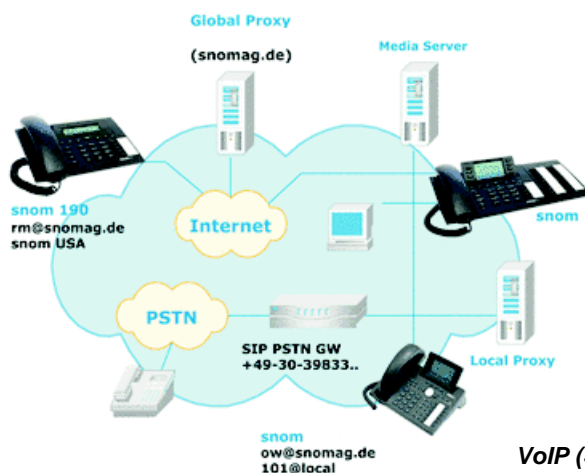 Global Proxy
(snomag.de)
Media Server
snom 190
rm@snomag.de
snom USA
Internet
snom
PSTN
SIP PSTN GW
+49-30-39833..
Local Proxy
snom
ow@snomag.de
101@local
VoIP (